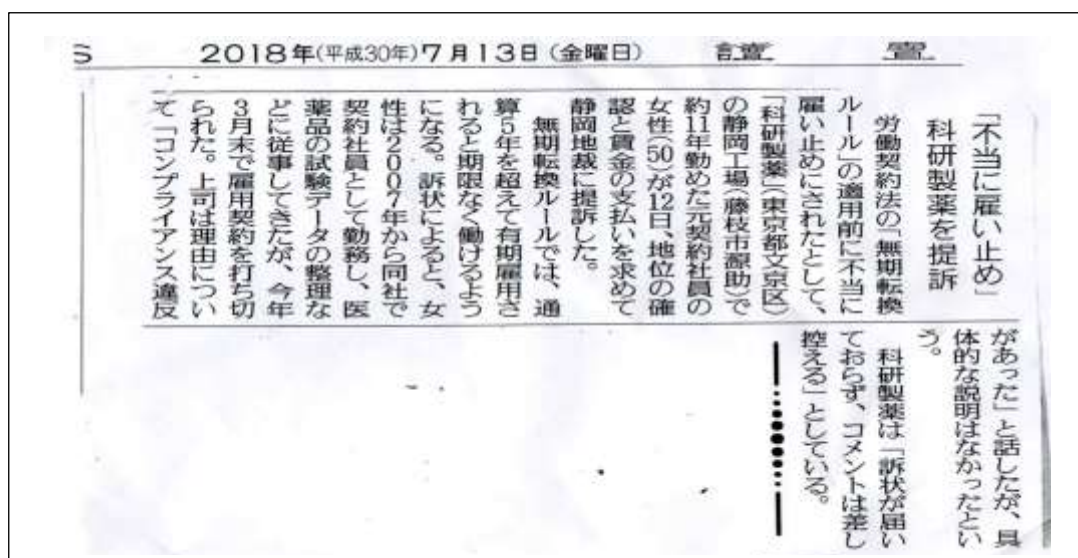 2018年(平成30年)7月13日(金曜日)
「不当に雇い止め」
科研製薬を提訴
労働契約法の「無期転換
ルール」の適用前に不当に
雇い止めにされたとして、
「科研製薬」(東京都文京区)
の静岡工場(藤枝市源助)で
約11年勤めた元契約社員の
女性(50)が12日、地位の確
認と賃金の支払いを求めて
静岡地裁に提訴した。
無期転換ルールでは、通
算5年を超えて有期雇用さ
れると期限なく働けるよう
になる。訴状によると、女
性は2007年から同社で
契約社員として勤務し、医
薬品の試験データの整理な
どに従事してきたが、今年
3月末で雇用契約を打ち切
られた。上司は理由につい
て「コンプライアンス違反
があった」と話したが、具
体的な説明はなかったとい
う。
科研製薬は「訴状が届い
ておらず、コメントは差し
控える」としている。